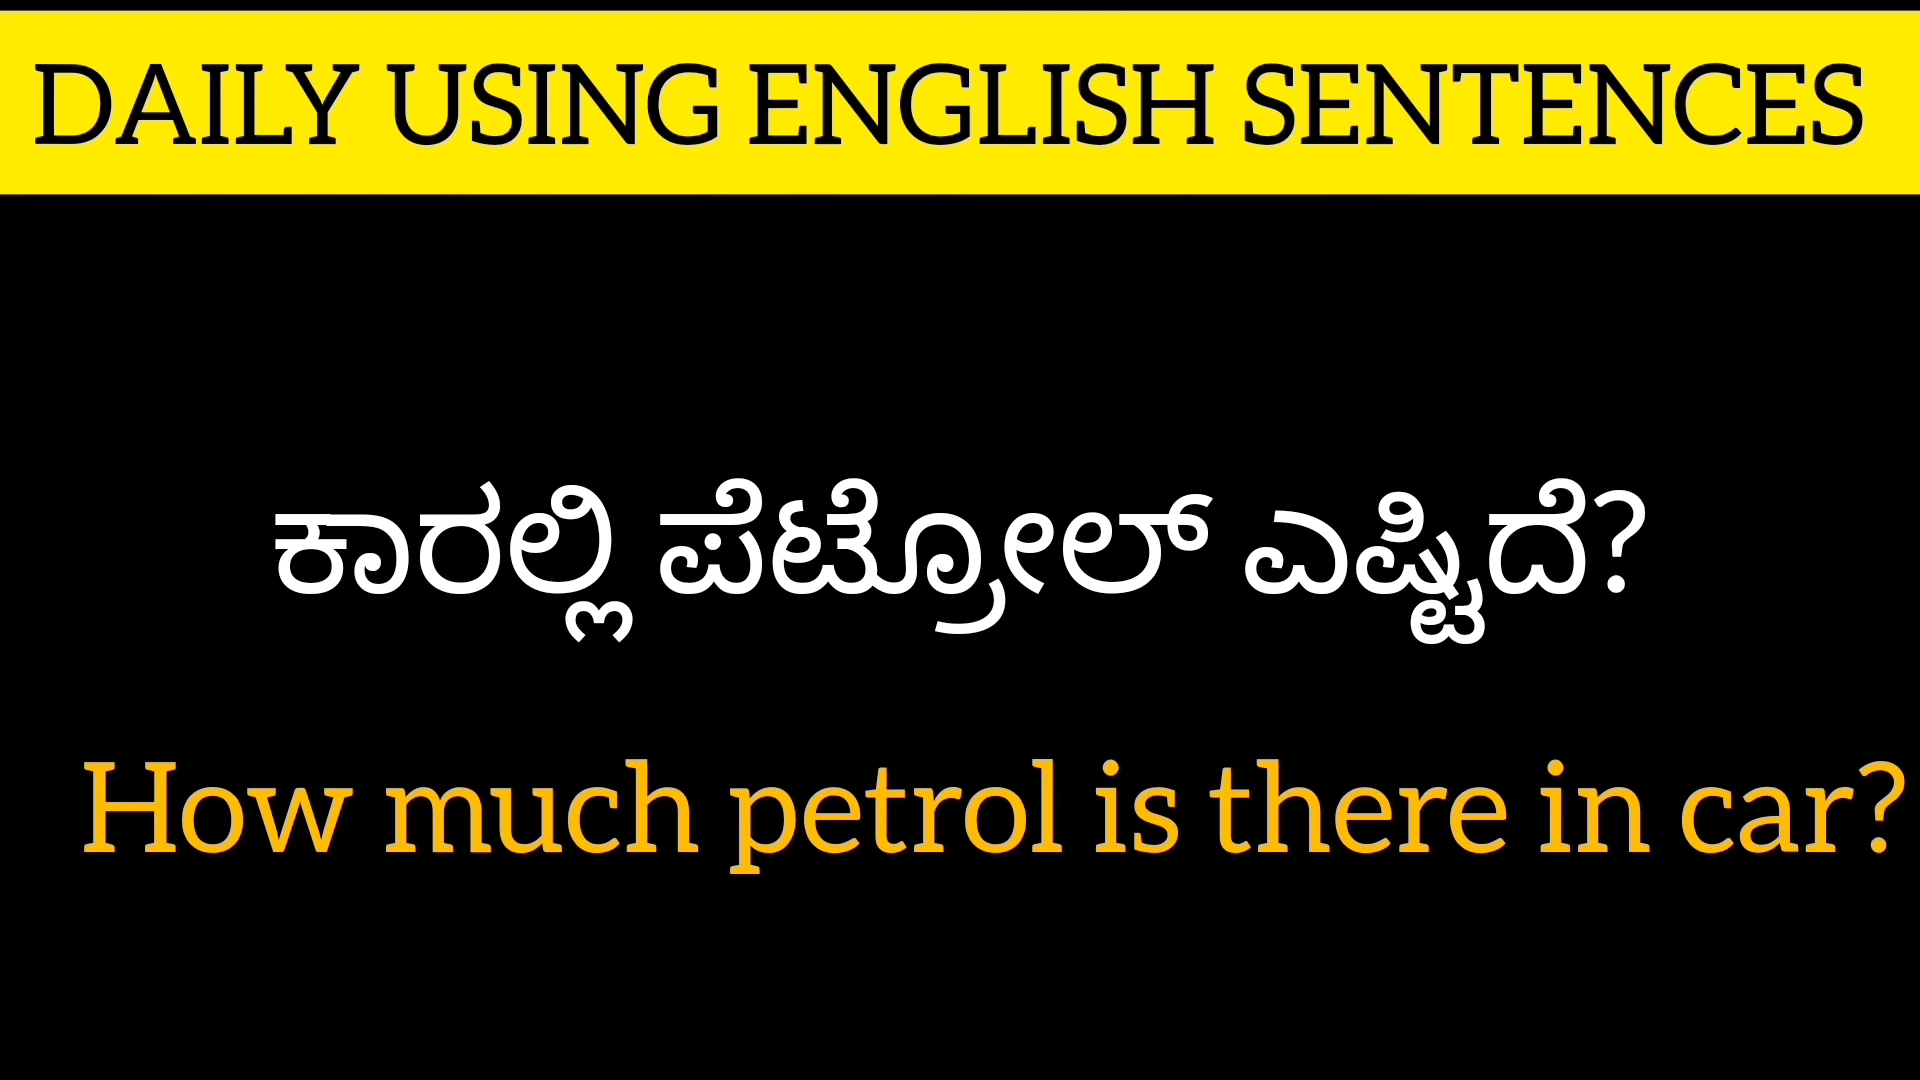 DAILY USING ENGLISH SENTENCES
ಕಾರಲ್ಲಿ ಪೆಟ್ರೋಲ್ ಎಷ್ಟಿದೆ?
How much petrol is there in car?